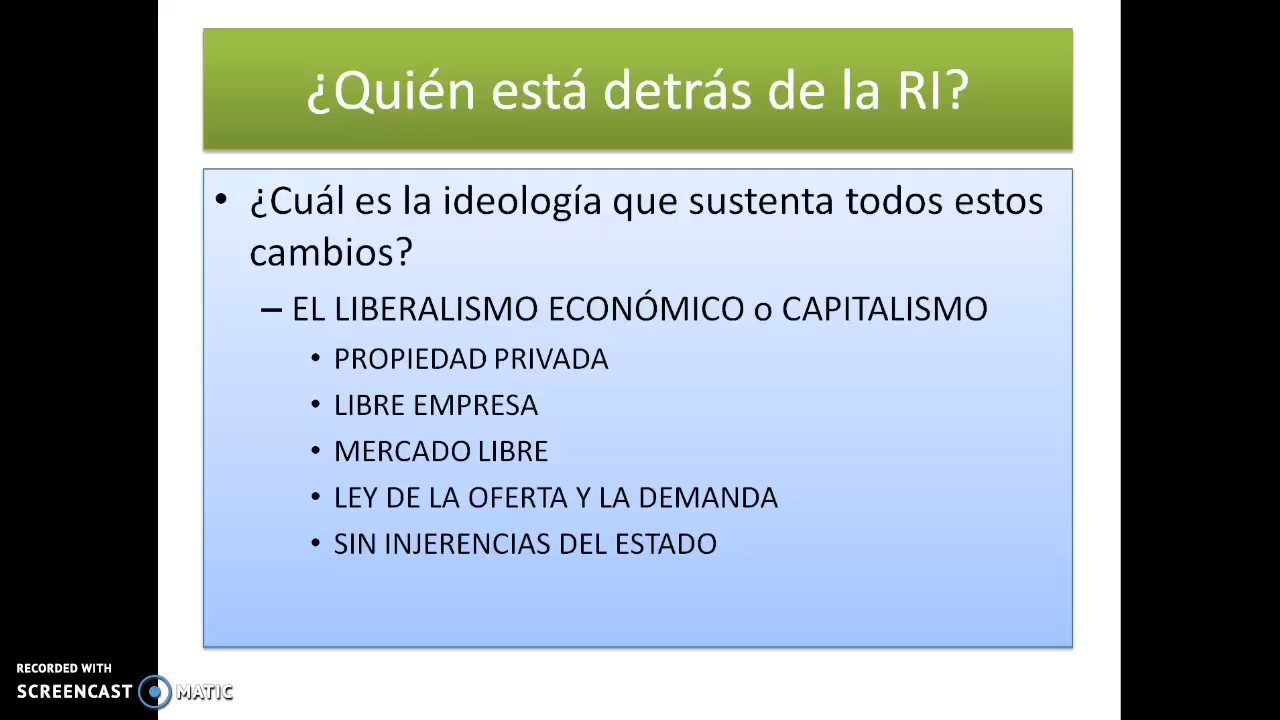 ¿Quién está detrás de la RI?
• ¿Cuál es la ideología que sustenta todos estos
cambios?
– EL LIBERALISMO ECONÓMICO o CAPITALISMO
• PROPIEDAD PRIVADA
• LIBRE EMPRESA
• MERCADO LIBRE
• LEY DE LA OFERTA Y LA DEMANDA
• SIN INJERENCIAS DEL ESTADO
RECORDED WITH
SCREENCAST MATIC